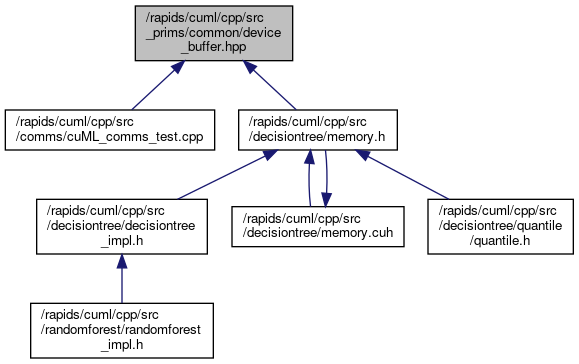 /rapids/cuml/cpp/src
_prims/common/device
_buffer.hpp
/rapids/cuml/cpp/src
/comms/cuML_comms_test.cpp
/rapids/cuml/cpp/src
/decisiontree/memory.h
/rapids/cuml/cpp/src
/decisiontree/decisiontree
_impl.h
/rapids/cuml/cpp/src
/decisiontree/memory.cuh
/rapids/cuml/cpp/src
/decisiontree/quantile
/quantile.h
/rapids/cuml/cpp/src
/randomforest/randomforest
_impl.h